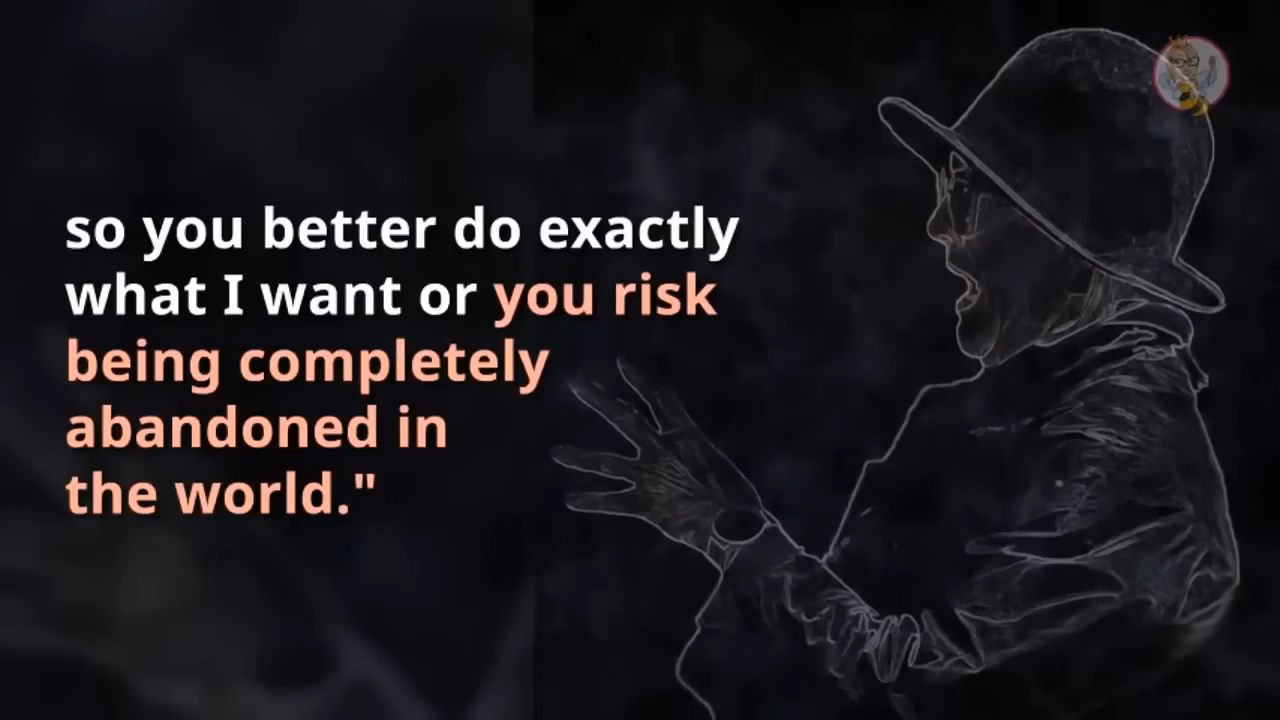 so you better do exactly
what I want or you risk
being completely
abandoned in
the world."